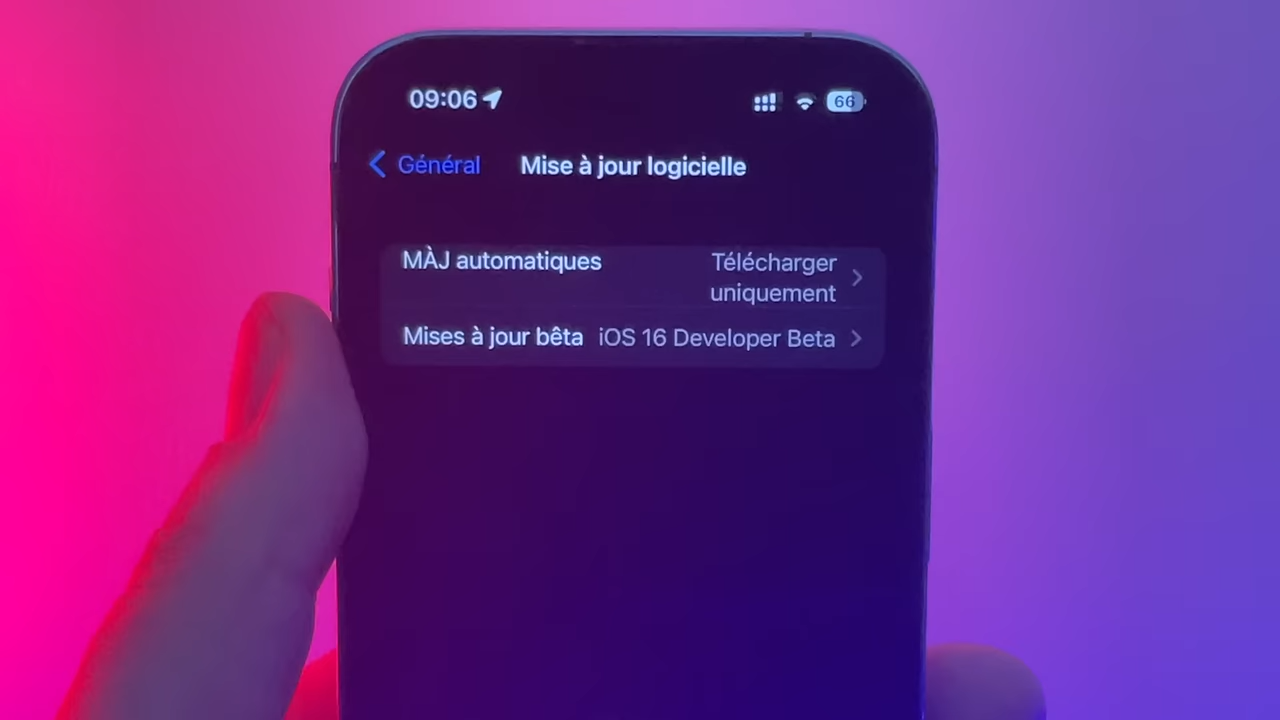 09:06 66
Général Mise à jour logicielle
MÀJ automatiques Télécharger
uniquement
Mises à jour bêta iOS 16 Developer Beta